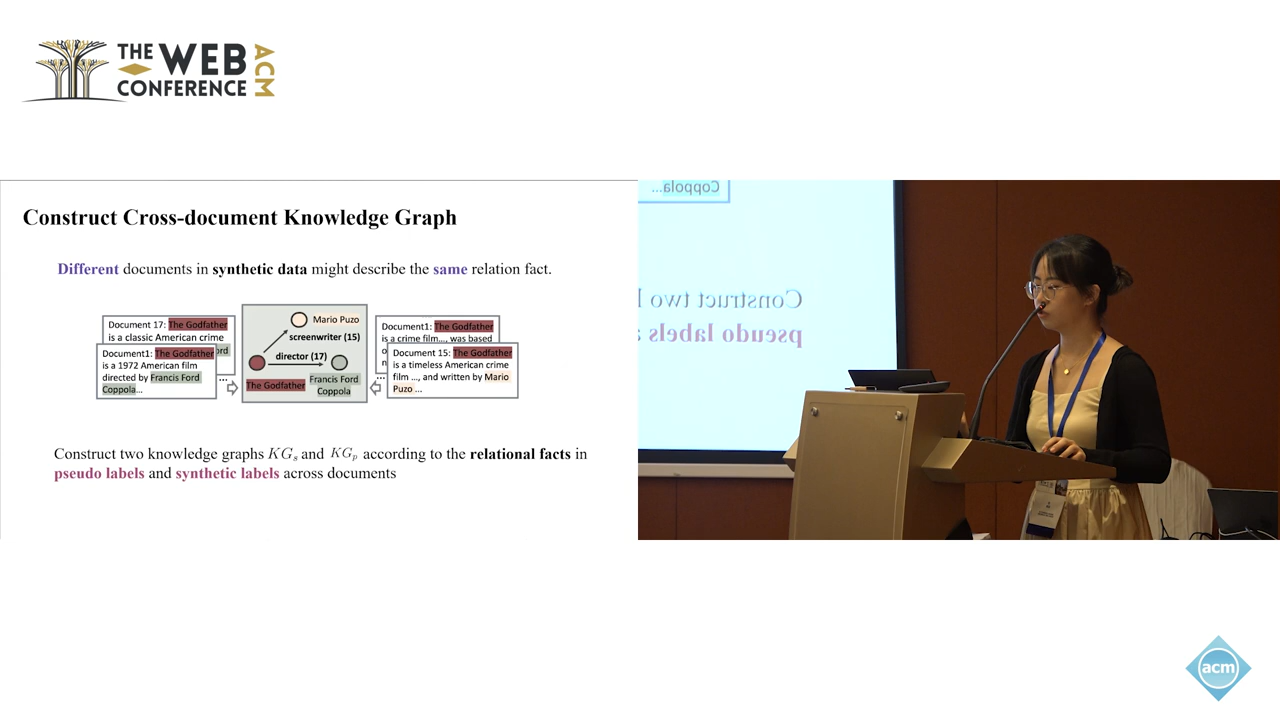 THE WEB
CONFERENCE
ACM
Construct Cross-document Knowledge Graph
Different documents in synthetic data might describe the same relation fact.
Document 17: The Godfather
is a classic American crime
ord
Document1: The Godfather
is a 1972 American film
directed by Francis Ford
Coppola...
...
Mario Puzo
screenwriter (15)
director (17)
The Godfather
Francis Ford
Coppola
Document1: The Godfather
is a crime film..., was based
o
n
...
Document 15: The Godfather
is a timeless American crime
film ..., and written by Mario
Puzo ...
Construct two knowledge graphs KGs and KGp according to the relational facts in
pseudo labels and synthetic labels across documents
Coppola...
Construct two
pseudo labels a
acm